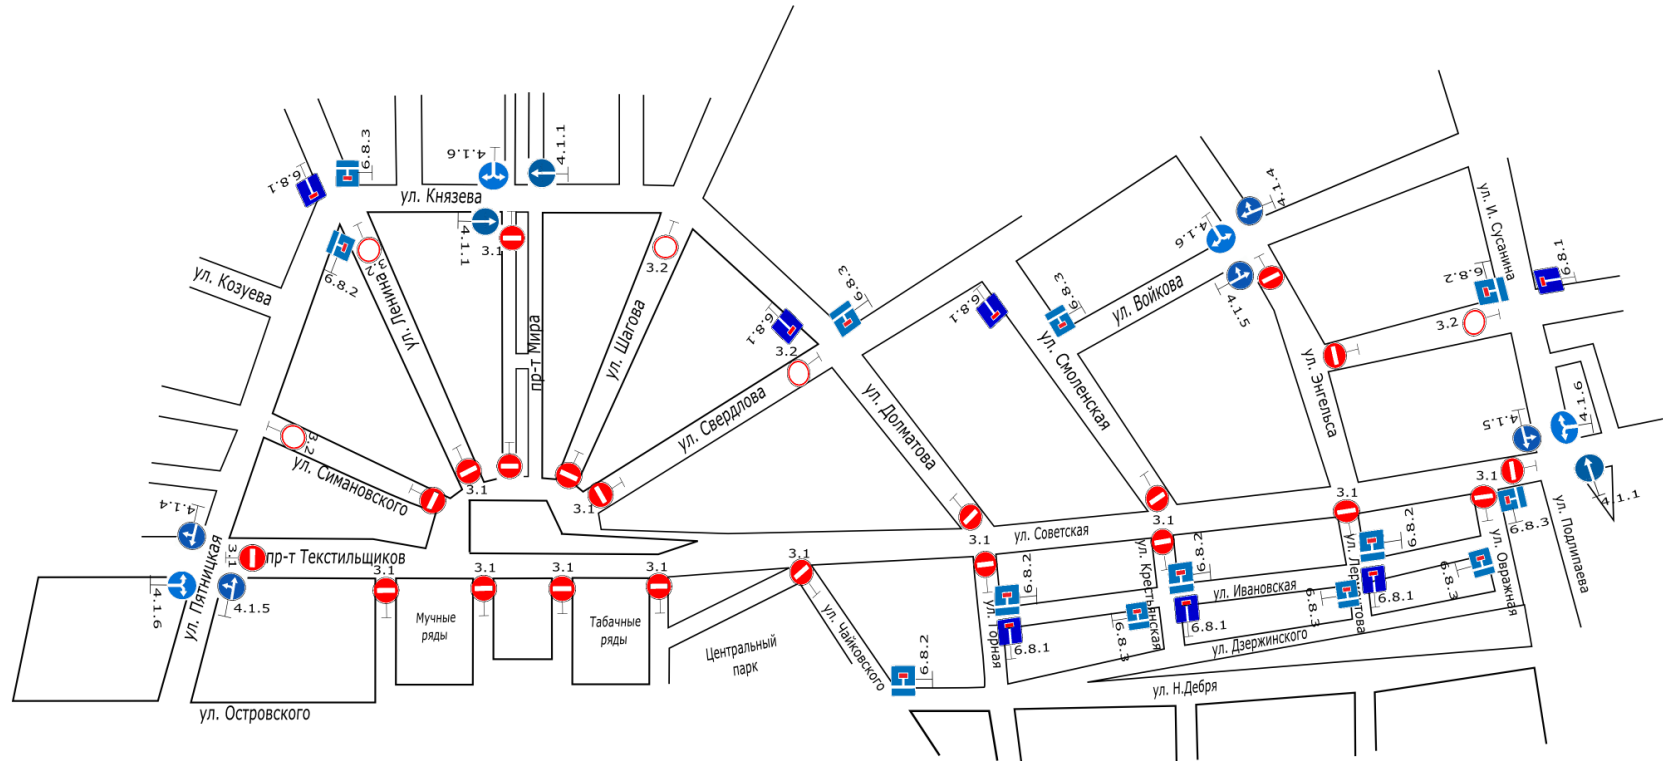 6.8.3
4.1.6
4.1.1
6.8.1
ул. Князева
4.1.1
3.1
3.2
6.8.2
ул. Козуева
ул. Ленина
пр-т Мира
ул. Шагова
3.2
6.8.1
3.2
6.8.3
ул. Свердлова
3.2
ул. Симановского
3.1
3.1
ул. Долматова
6.8.1
6.8.3
ул. Смоленская
ул. Войкова
4.1.6
4.1.4
4.1.5
ул. Энгельса
ул. И. Сусанина
6.8.2
6.8.1
3.2
4.1.5
4.1.6
4.1.1
3.1
6.8.3
ул. Подлипаева
4.1.4
ул. Пятницкая
3.1
пр-т Текстильщиков
4.1.6
4.1.5
3.1
3.1
3.1
3.1
3.1
Мучные
ряды
Табачные
ряды
Центральный
парк
ул. Чайковского
6.8.2
ул. Советская
3.1
3.1
3.1
6.8.2
ул. Горная
6.8.1
ул. Крестьянская
6.8.3
6.8.2
6.8.1
ул. Ивановская
ул. Лермонтова
6.8.3
6.8.2
6.8.1
6.8.3
ул. Овражная
ул. Дзержинского
ул. Н.Дебря
ул. Островского